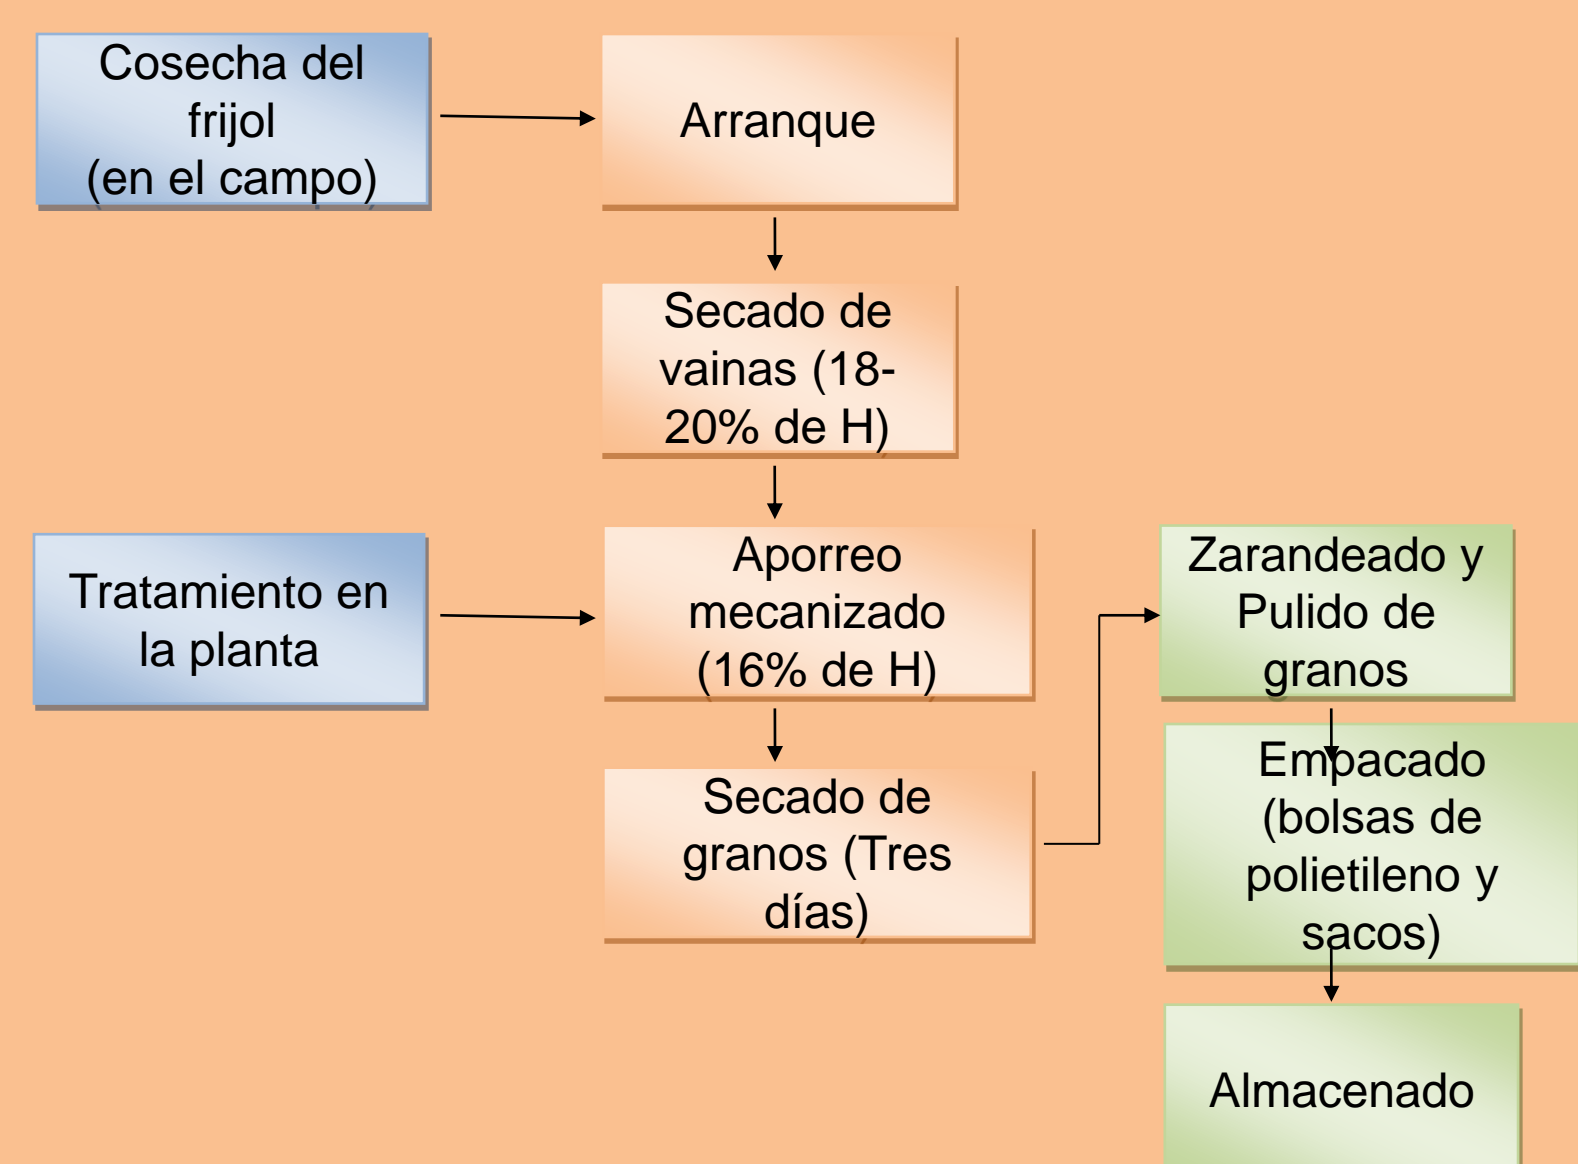 Cosecha del
frijol
(en el campo)
Arranque
Secado de
vainas (18-
20% de H)
Tratamiento en
la planta
Aporreo
mecanizado
(16% de H)
Secado de
granos (Tres
días)
Zarandeado y
Pulido de
granos
Empacado
(bolsas de
polietileno y
sacos)
Almacenado